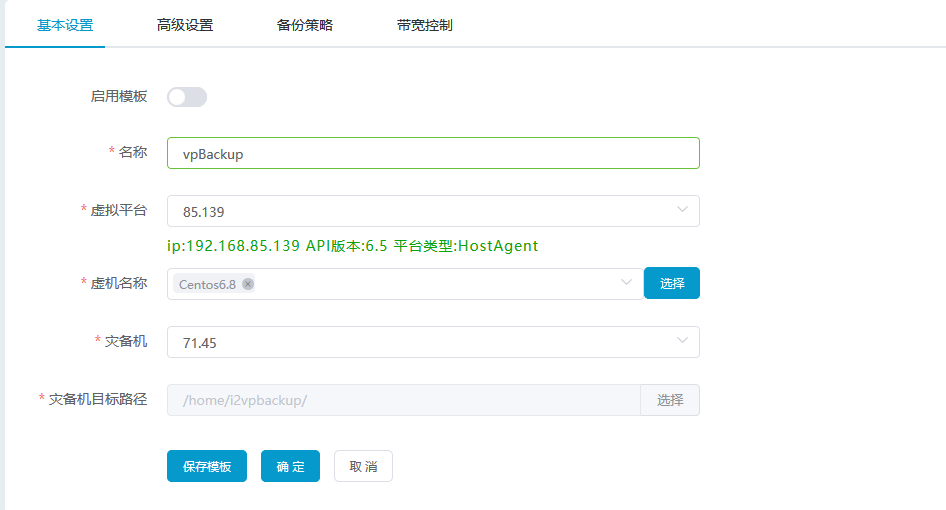 基本设置 高级设置 备份策略 带宽控制
启用模板
* 名称 vpBackup
* 虚拟平台 85.139
ip:192.168.85.139 API版本:6.5 平台类型:HostAgent
* 虚机名称 Centos6.8 选择
* 灾备机 71.45
* 灾备机目标路径 /home/i2vpbackup/ 选择
保存模板 确 定 取 消